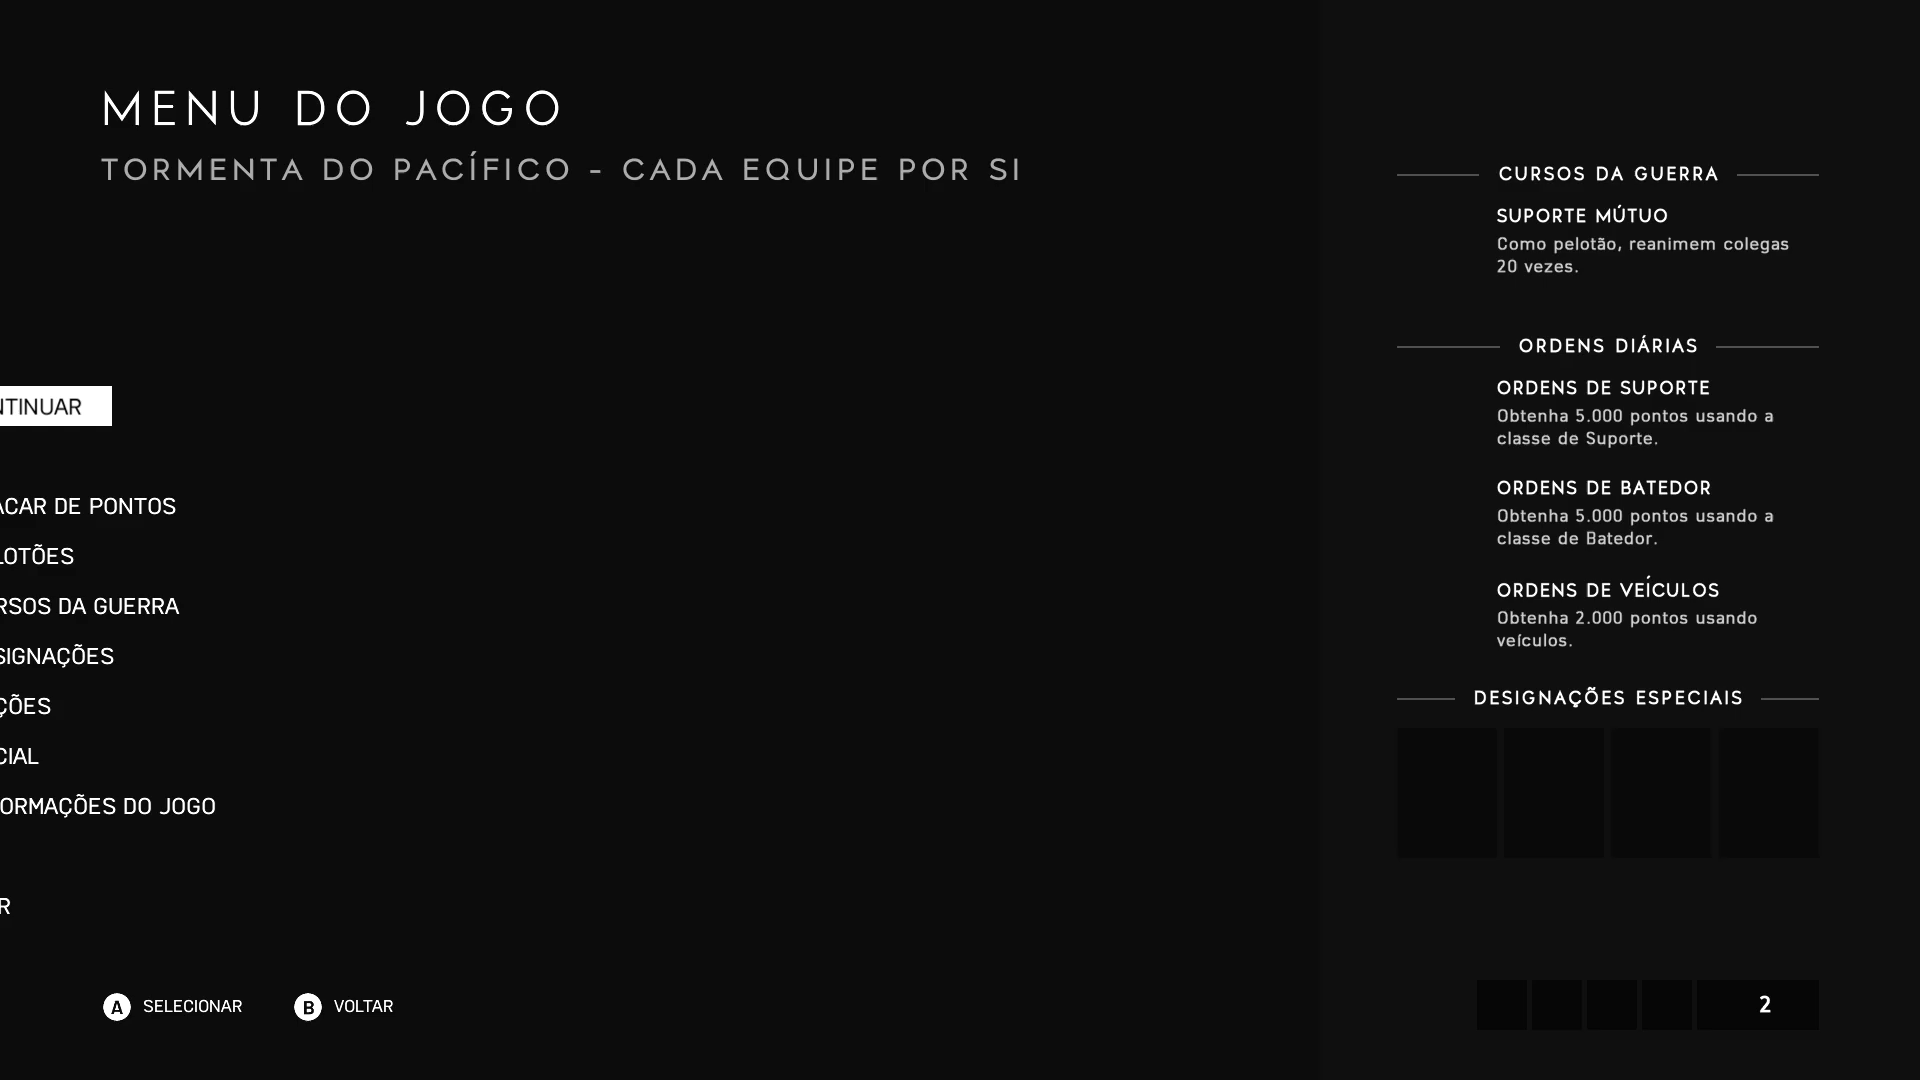 MENU DO JOGO
TORMENTA DO PACÍFICO - CADA EQUIPE POR SI
NTINUAR
ACAR DE PONTOS
LOTÕES
RSOS DA GUERRA
SIGNAÇÕES
ÇÕES
CIAL
ORMAÇÕES DO JOGO
R
A SELECIONAR B VOLTAR
CURSOS DA GUERRA
SUPORTE MÚTUO
Como pelotão, reanimem colegas
20 vezes.
ORDENS DIÁRIAS
ORDENS DE SUPORTE
Obtenha 5.000 pontos usando a
classe de Suporte.
ORDENS DE BATEDOR
Obtenha 5.000 pontos usando a
classe de Batedor.
ORDENS DE VEÍCULOS
Obtenha 2.000 pontos usando
veículos.
DESIGNAÇÕES ESPECIAIS
2